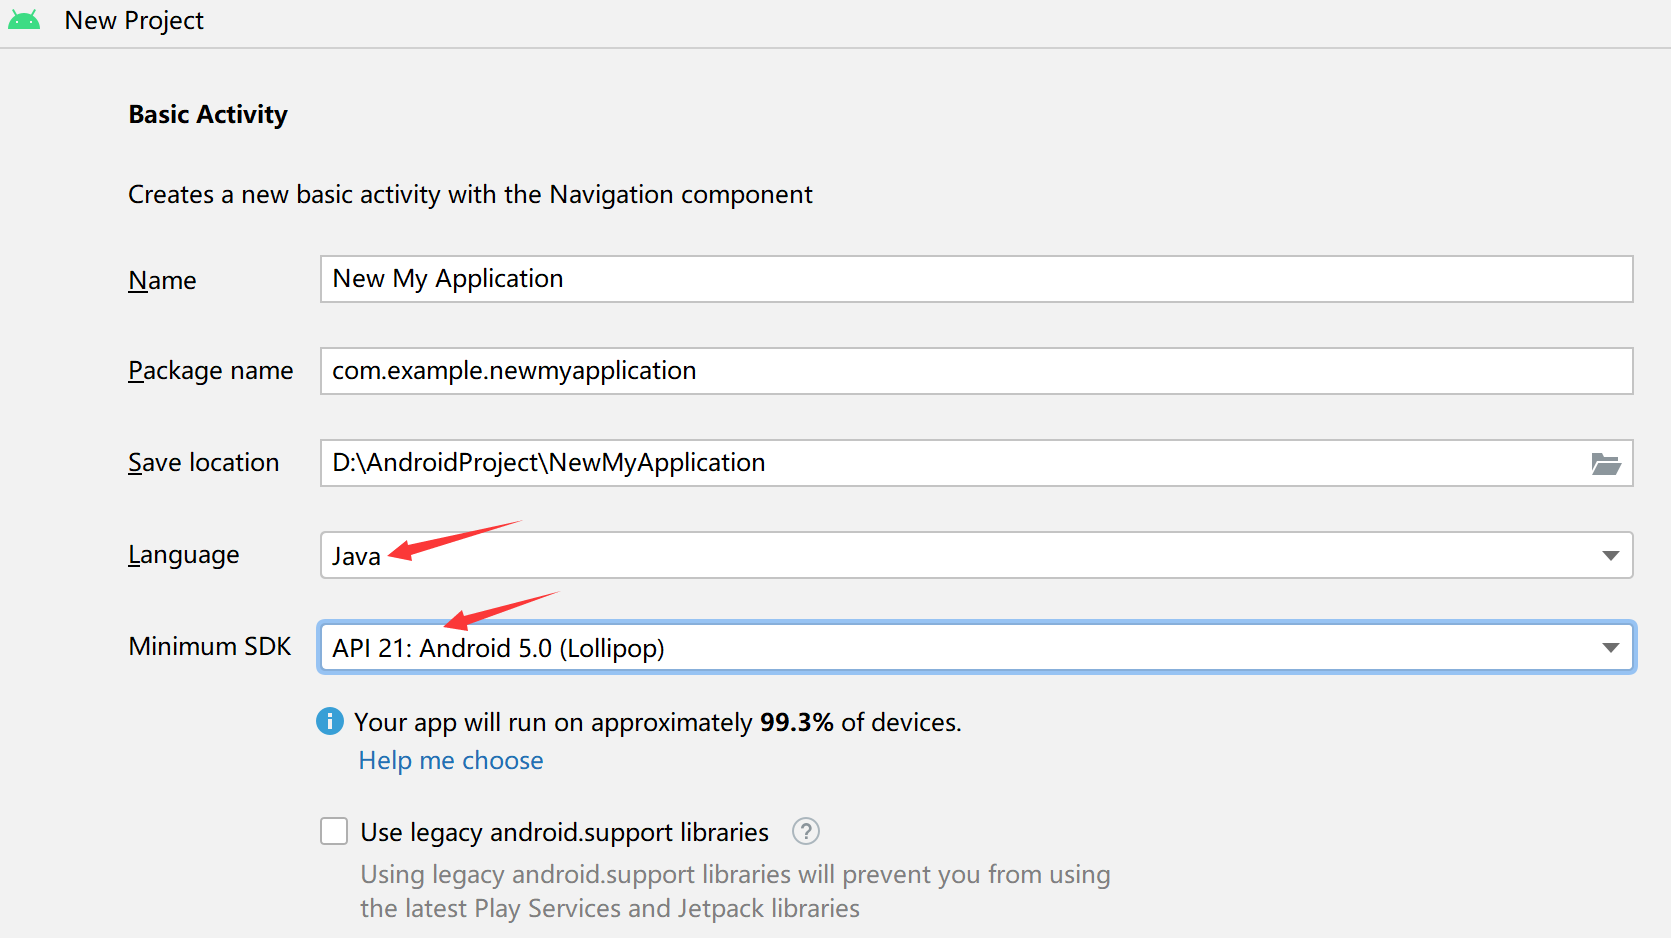 New Project
Basic Activity
Creates a new basic activity with the Navigation component
Name
New My Application
Package name
com.example.newmyapplication
Save location
D:\AndroidProject\NewMyApplication
Language
Java
Minimum SDK
API 21: Android 5.0 (Lollipop)
i Your app will run on approximately 99.3% of devices.
Help me choose
Use legacy android.support libraries ?
Using legacy android.support libraries will prevent you from using
the latest Play Services and Jetpack libraries